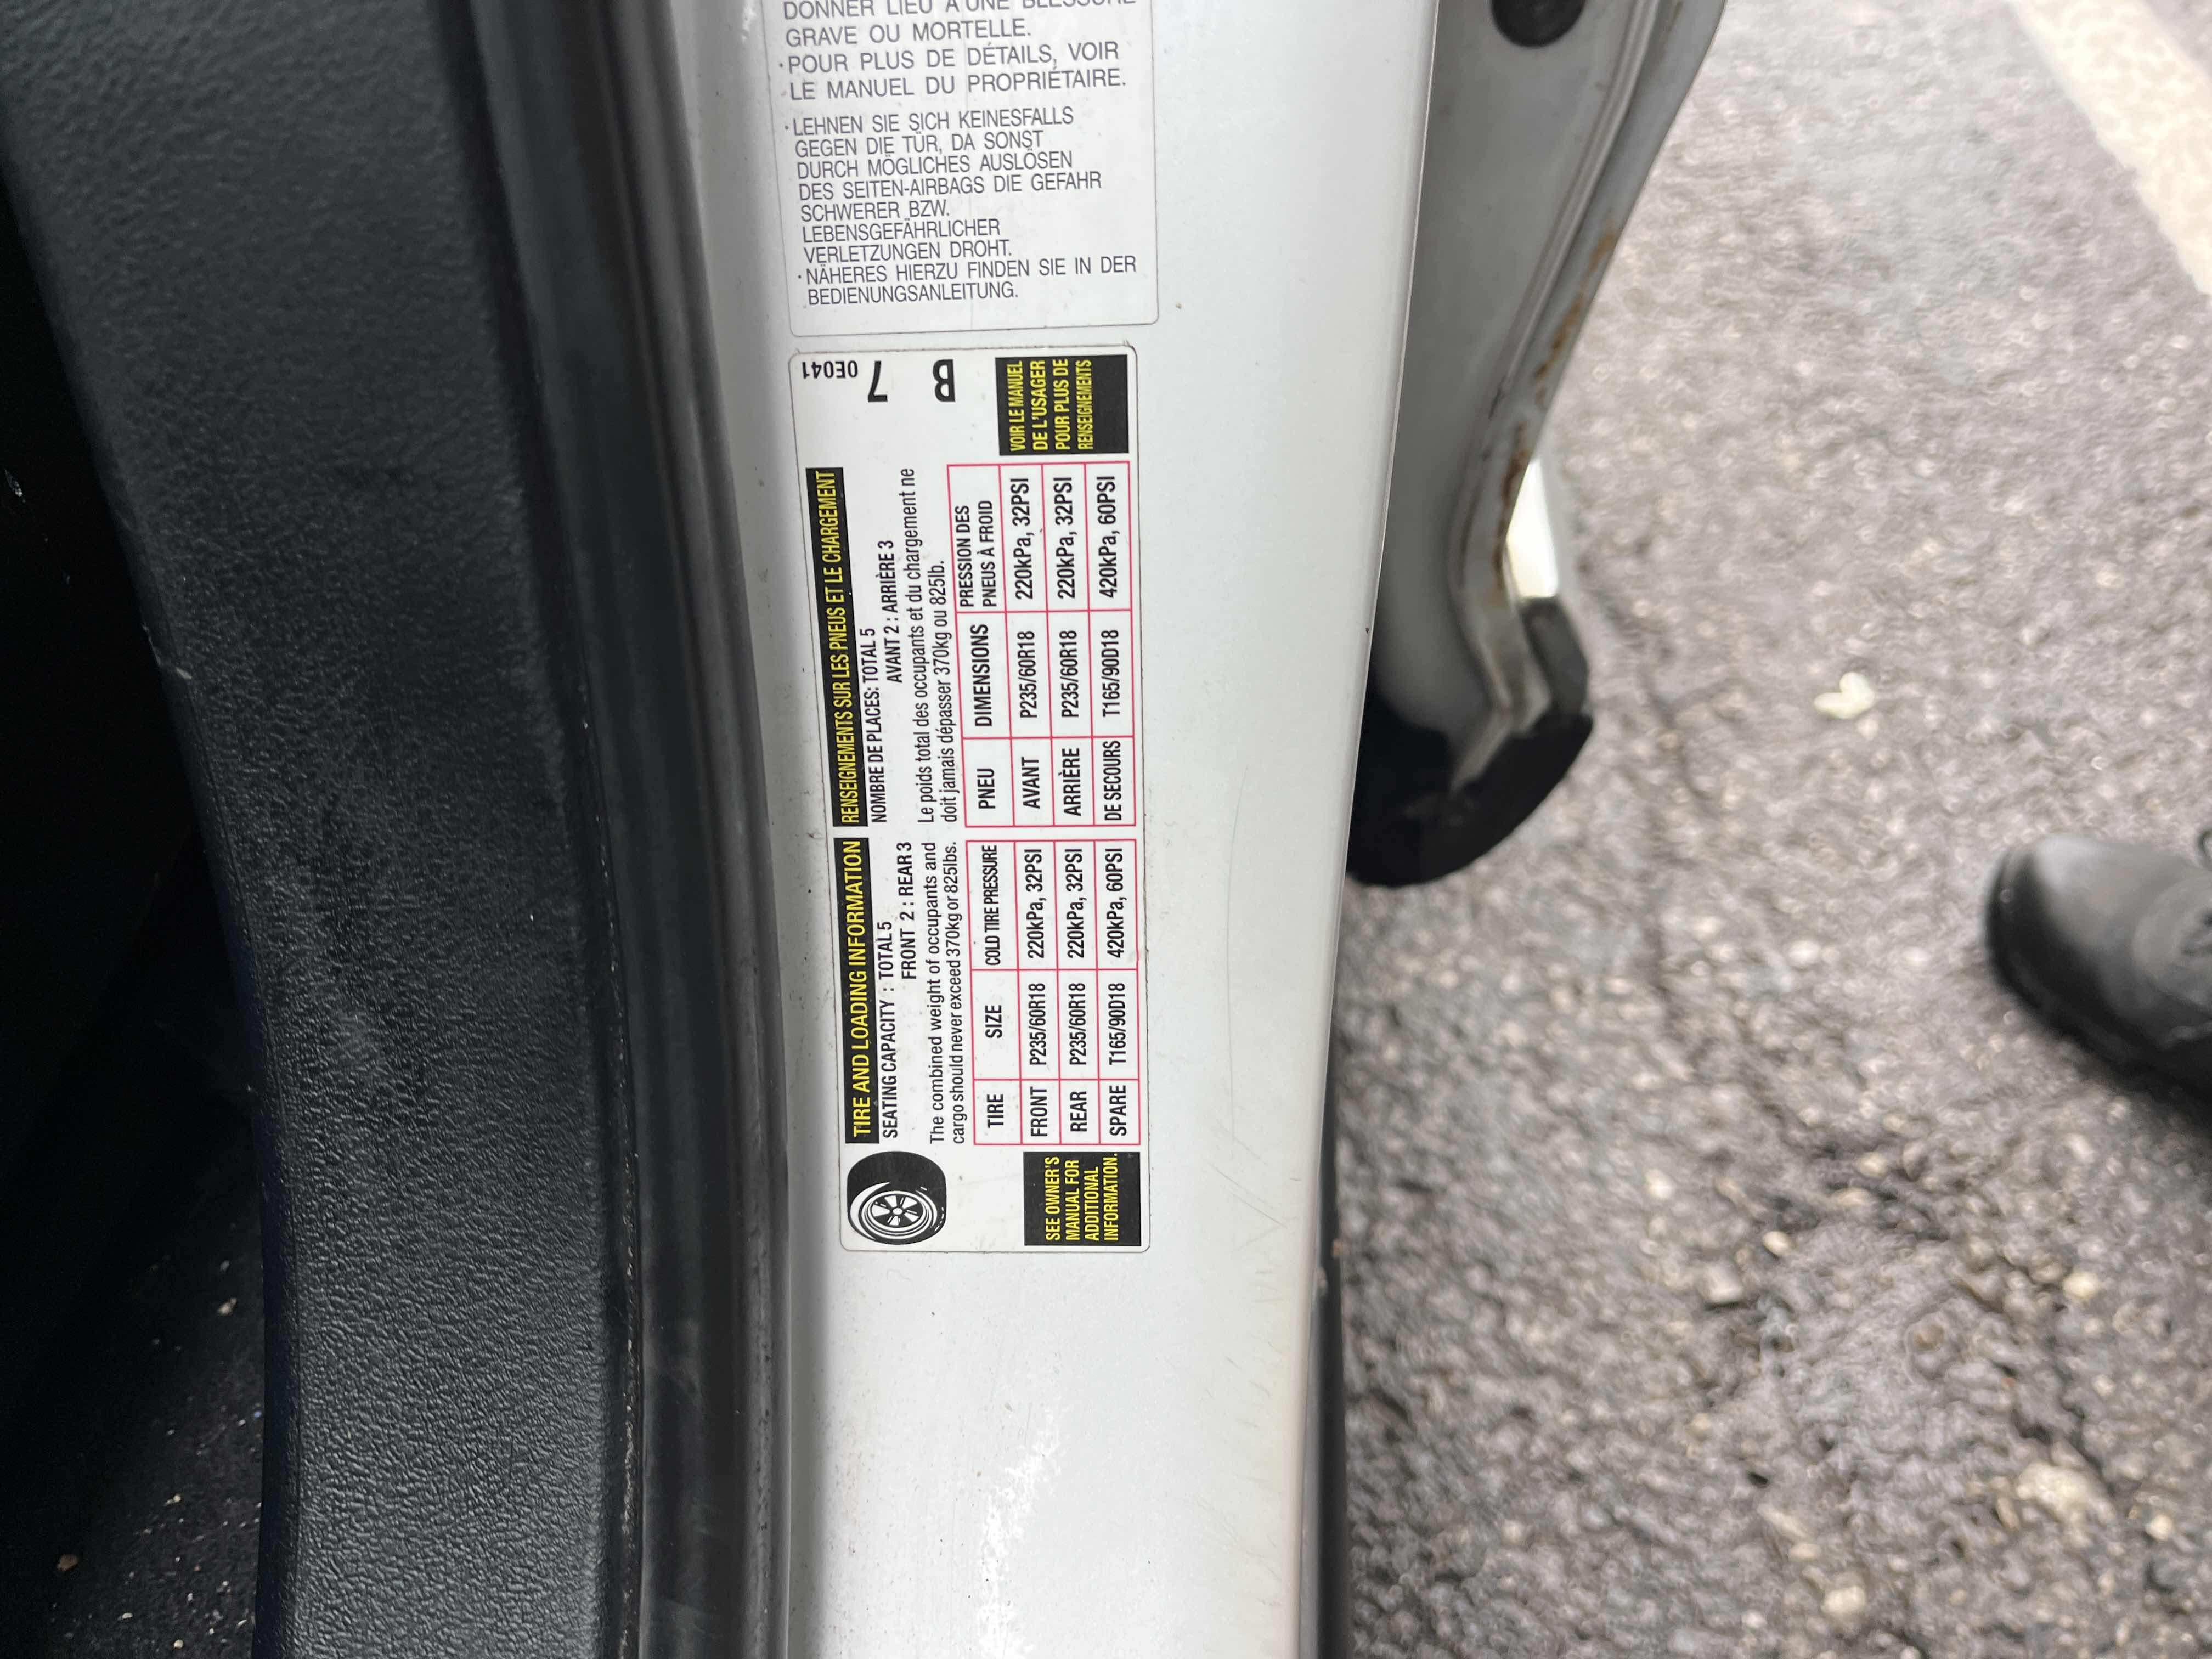 GRAVE OU MORTELLE.
·POUR PLUS DE DÉTAILS, VOIR
LE MANUEL DU PROPRIÉTAIRE.
·LEHNEN SIE SICH KEINESFALLS
GEGEN DIE TÜR, DA SONST
DURCH MÖGLICHES AUSLÖSEN
DES SEITEN-AIRBAGS DIE GEFAHR
SCHWERER BZW.
LEBENSGEFÄHRLICHER
VERLETZUNGEN DROHT.
·NÄHERES HIERZU FINDEN SIE IN DER
BEDIENUNGSANLEITUNG.
TIRE AND LOADING INFORMATION
SEATING CAPACITY : TOTAL 5
FRONT 2 : REAR 3
The combined weight of occupants and
cargo should never exceed 370kg or 825lbs.
TIRE SIZE COLD TIRE PRESSURE
FRONT P235/60R18 220kPa, 32PSI
REAR P235/60R18 220kPa, 32PSI
SPARE T165/90D18 420kPa, 60PSI
SEE OWNER'S
MANUAL FOR
ADDITIONAL
INFORMATION.
RENSEIGNEMENTS SUR LES PNEUS ET LE CHARGEMENT
NOMBRE DE PLACES: TOTAL 5
AVANT 2 : ARRIÈRE 3
Le poids total des occupants et du chargement ne
doit jamais dépasser 370kg ou 825lb.
PNEU DIMENSIONS PRESSION DES
PNEUS À FROID
AVANT P235/60R18 220kPa, 32PSI
ARRIÈRE P235/60R18 220kPa, 32PSI
DE SECOURS T165/90D18 420kPa, 60PSI
0E041
7
B
VOIR LE MANUEL
DE L'USAGER
POUR PLUS DE
RENSEIGNEMENTS